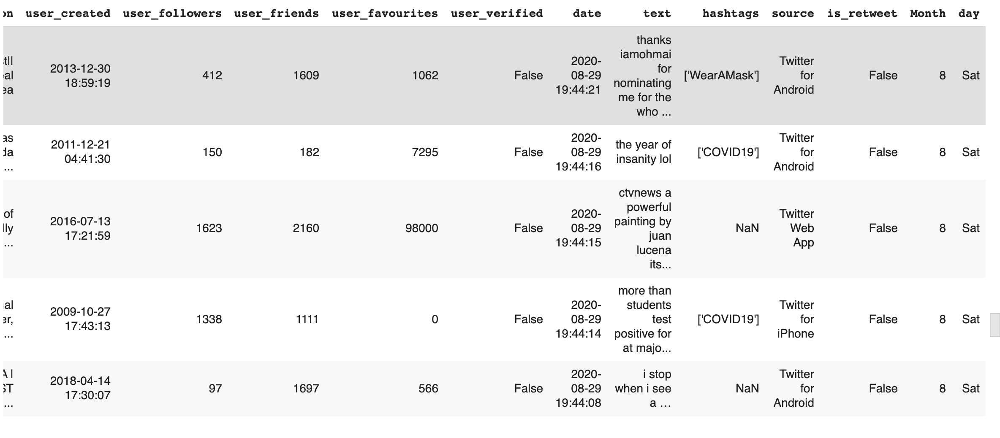 on user_created user_followers user_friends user_favourites user_verified date text hashtags source is_retweet Month day
thanks
tll 2020- iamohmai Twitter
2013-12-30 for
al 412 1609 1062 False 08-29 ['WearAMask'] for False 8 Sat
18:59:19 nominating
ea 19:44:21 Android
me for the
who ...
as 2020- Twitter
2011-12-21 the year of
da 150 182 7295 False 08-29 ['COVID19'] for False 8 Sat
04:41:30 insanity lol
... 19:44:16 Android
ctvnews a
powerful
of 2020- Twitter
2016-07-13 painting by
lly 1623 2160 98000 False 08-29 NaN Web False 8 Sat
17:21:59 juan
... 19:44:15 App
lucena
its...
more than
al 2020- students Twitter
2009-10-27
er, 1338 1111 0 False 08-29 test ['COVID19'] for False 8 Sat
17:43:13
... 19:44:14 positive for iPhone
at majo...
A | 2020- i stop Twitter
2018-04-14
ST 97 1697 566 False 08-29 when i see NaN for False 8 Sat
17:30:07
... 19:44:08 a ... Android